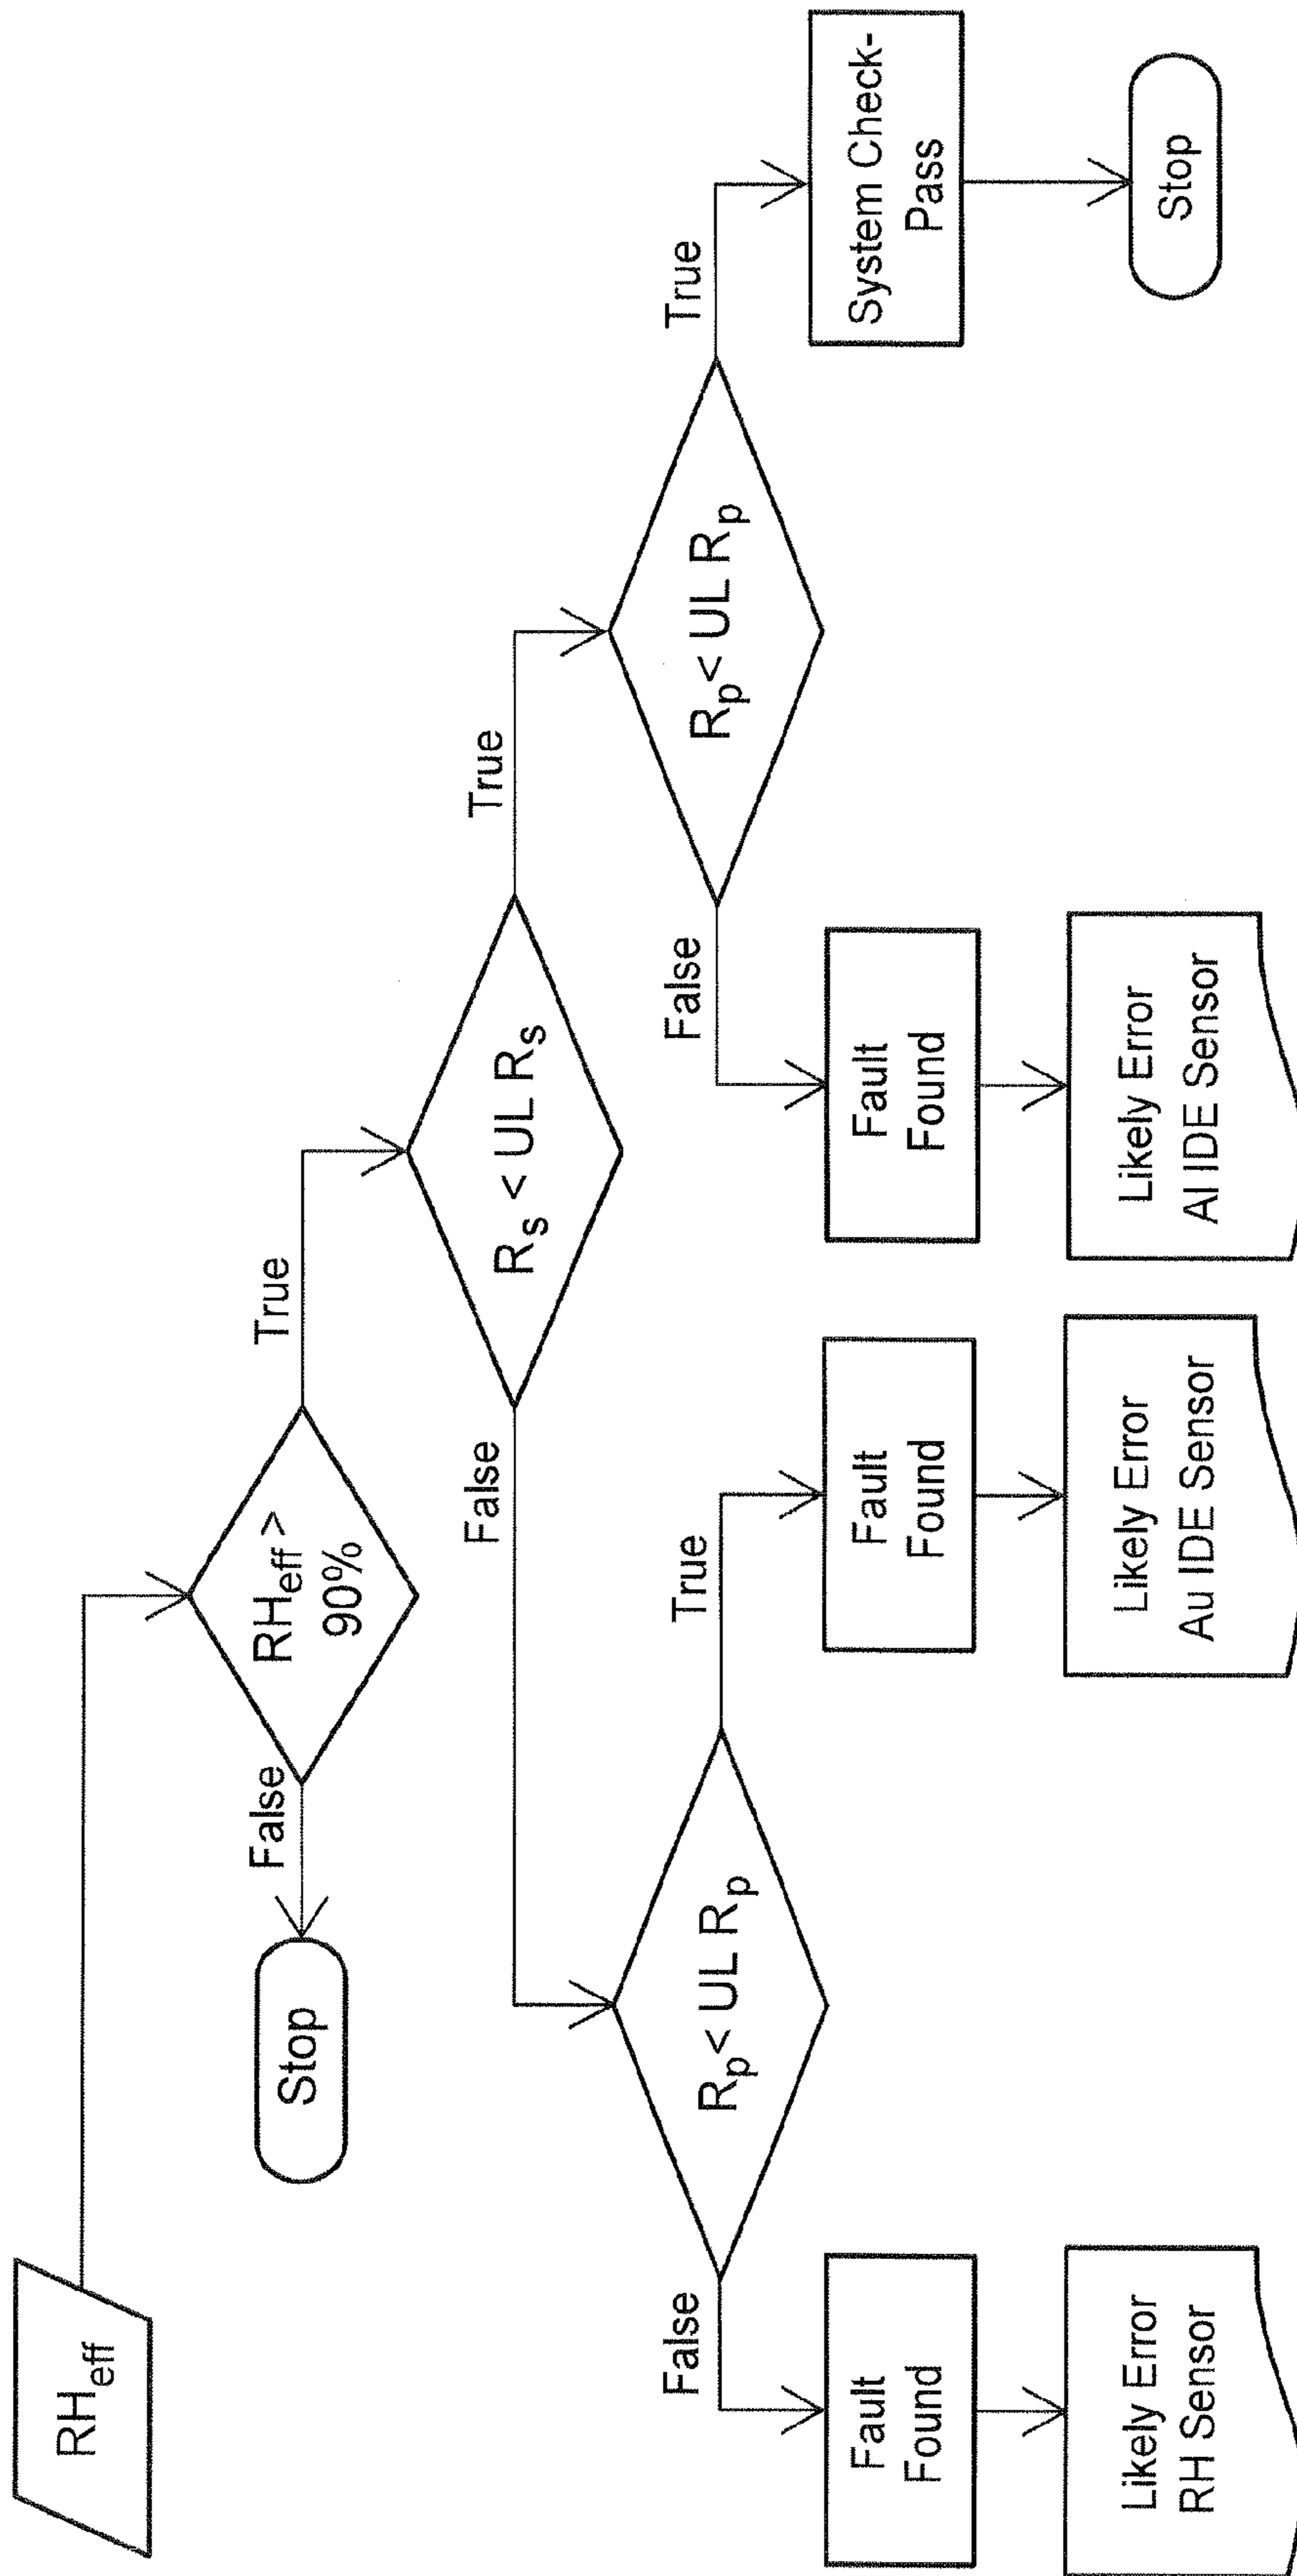 RHeff
RHeff >
90%
False
True
Stop
Rs < UL Rs
False
True
Rp < UL Rp
False
True
Rp < UL Rp
False
True
Fault
Found
Fault
Found
Fault
Found
System Check-
Pass
Likely Error
RH Sensor
Likely Error
Au IDE Sensor
Likely Error
Al IDE Sensor
Stop